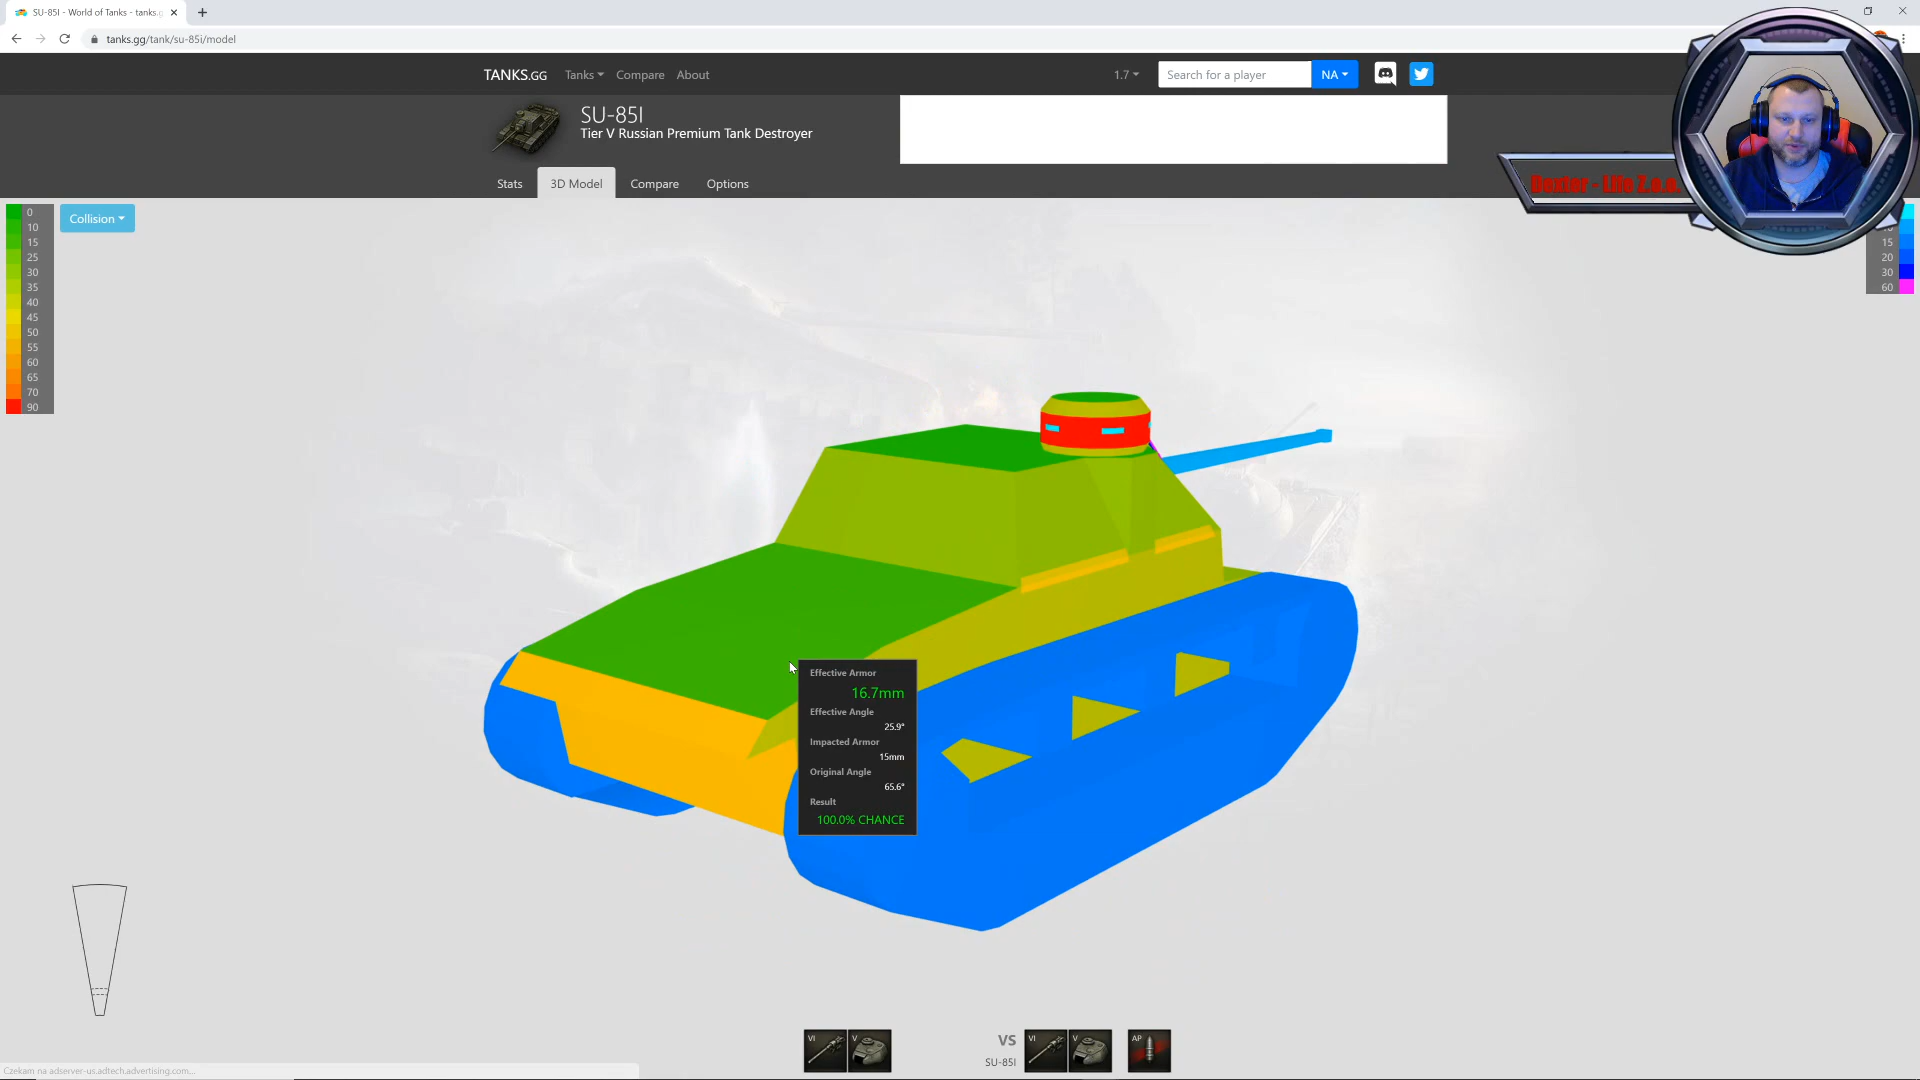 SU-85I - World of Tanks - tanks.g
tanks.gg/tank/su-85i/model
TANKS.GG
Tanks
Compare
About
1.7
Search for a player
NA
SU-85I
Tier V Russian Premium Tank Destroyer
Stats
3D Model
Compare
Options
Dexter - Life Z.o.o.
Collision
0
10
15
25
30
35
40
45
50
55
60
65
70
90
15
20
30
60
Effective Armor
16.7mm
Effective Angle
25.9°
Impacted Armor
15mm
Original Angle
65.6°
Result
100.0% CHANCE
VI
V
VS
SU-85I
VI
V
AP
Czekam na adserver-us.adtech.advertising.com...